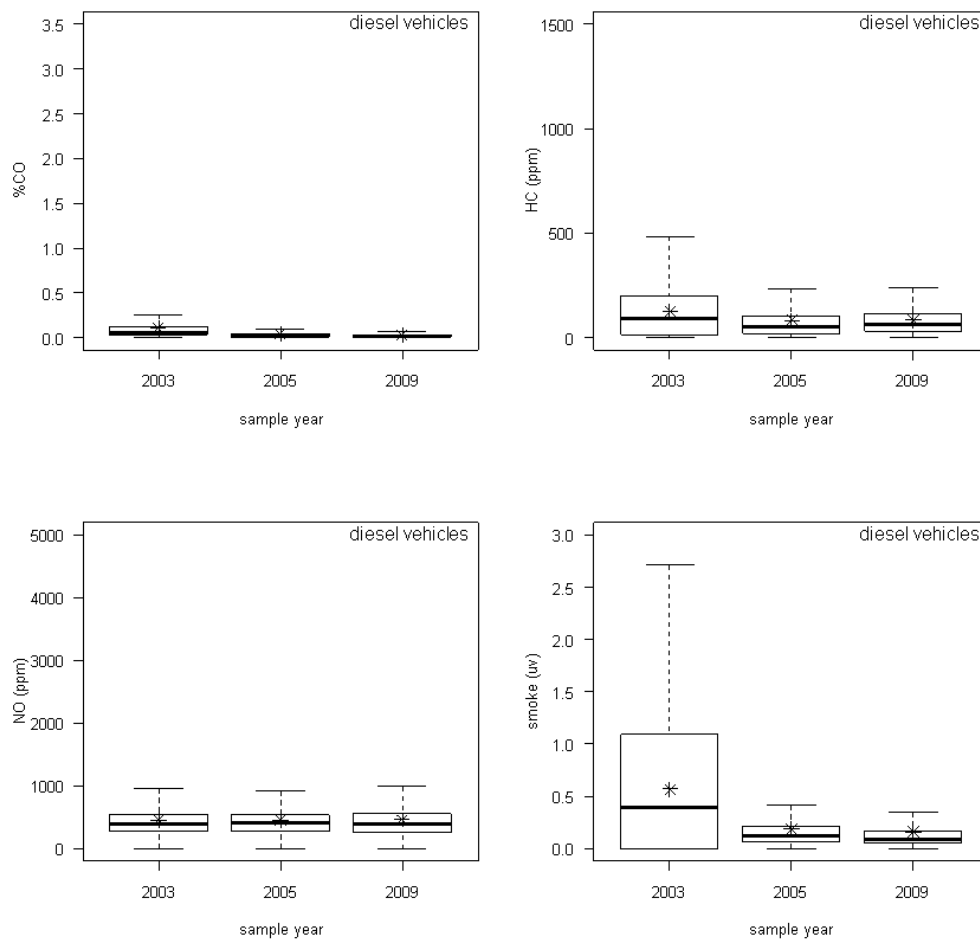 diesel vehicles
3.5
3.0
2.5
2.0
1.5
1.0
0.5
0.0
%CO
2003 2005 2009
sample year
diesel vehicles
1500
1000
500
0
HC (ppm)
2003 2005 2009
sample year
diesel vehicles
5000
4000
3000
2000
1000
0
NO (ppm)
2003 2005 2009
sample year
diesel vehicles
3.0
2.5
2.0
1.5
1.0
0.5
0.0
smoke (uv)
2003 2005 2009
sample year